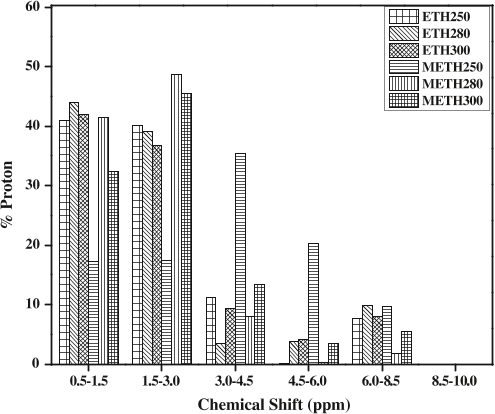 60
50
40
30
20
10
0
% Proton
ETH250
ETH280
ETH300
METH250
METH280
METH300
0.5-1.5 1.5-3.0 3.0-4.5 4.5-6.0 6.0-8.5 8.5-10.0
Chemical Shift (ppm)